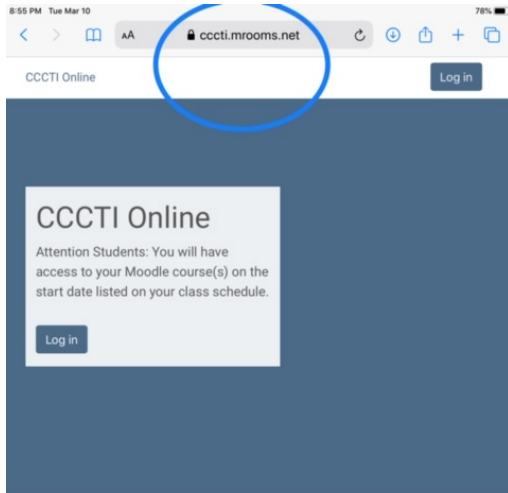 8:55 PM Tue Mar 10 78%
AA cccti.mrooms.net
CCCTI Online Log in
CCCTI Online
Attention Students: You will have
access to your Moodle course(s) on the
start date listed on your class schedule.
Log in